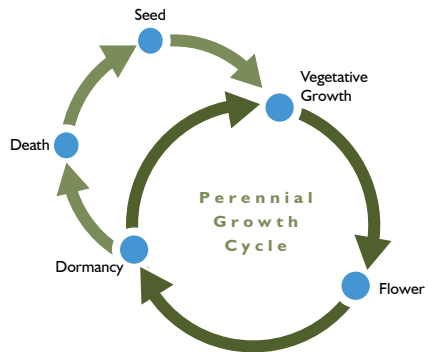 Seed
Vegetative
Growth
Death
Perennial
Growth
Cycle
Dormancy
Flower